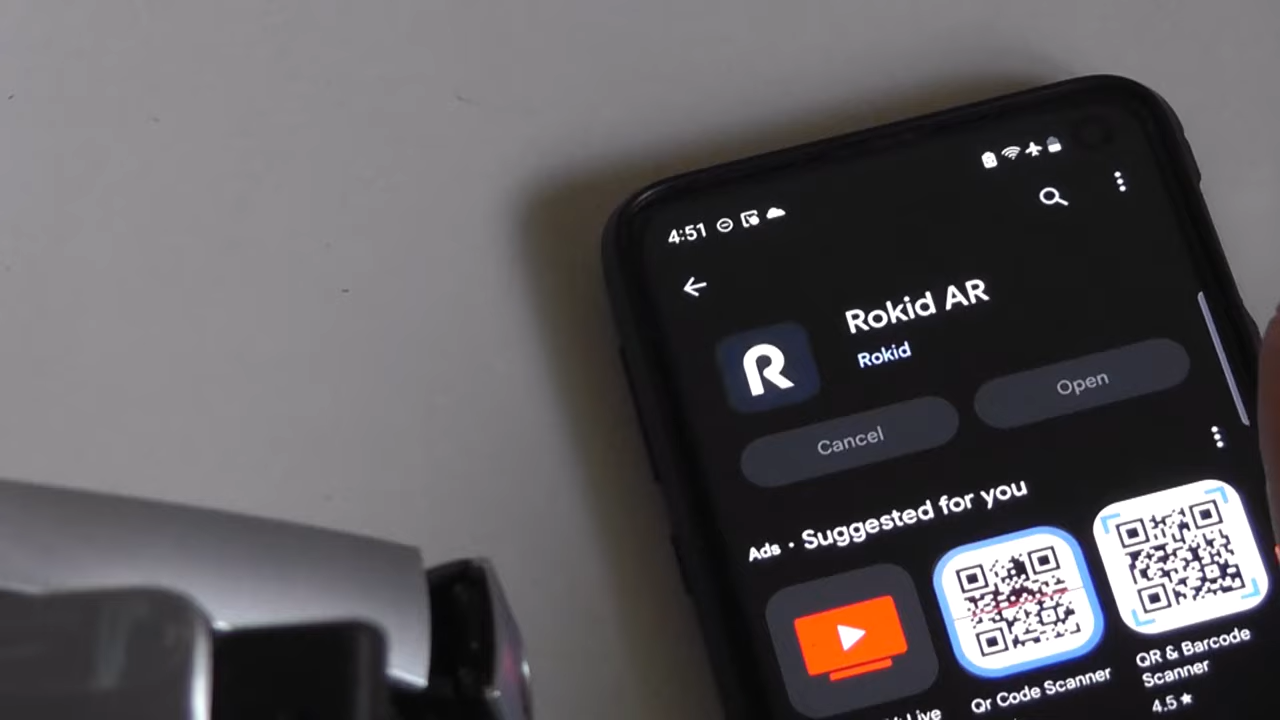 4:51
Rokid AR
Rokid
Cancel
Open
Ads · Suggested for you
Live
Qr Code Scanner
QR & Barcode
Scanner
4.5 ★